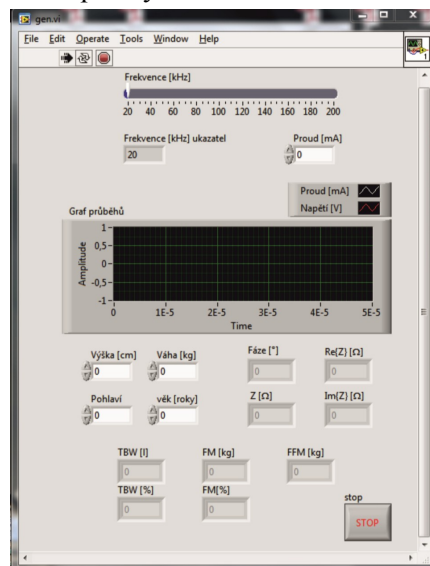 gen.vi
File Edit Operate Tools Window Help
1
Frekvence [kHz]
20 40 60 80 100 120 140 160 180 200
Frekvence [kHz] ukazatel
Proud [mA]
20
0
Proud [mA]
Napětí [V]
Graf průběhů
Amplitude
1
0,5
0
-0,5
-1
0 1E-5 2E-5 3E-5 4E-5 5E-5
Time
Výška [cm] Váha [kg] Fáze [°] Re{Z} [Ω]
0 0 0 0
Pohlaví věk [roky] Z [Ω] Im{Z} [Ω]
0 0 0 0
TBW [l] FM [kg] FFM [kg]
0 0 0
TBW [%] FM[%]
0 0
stop
STOP